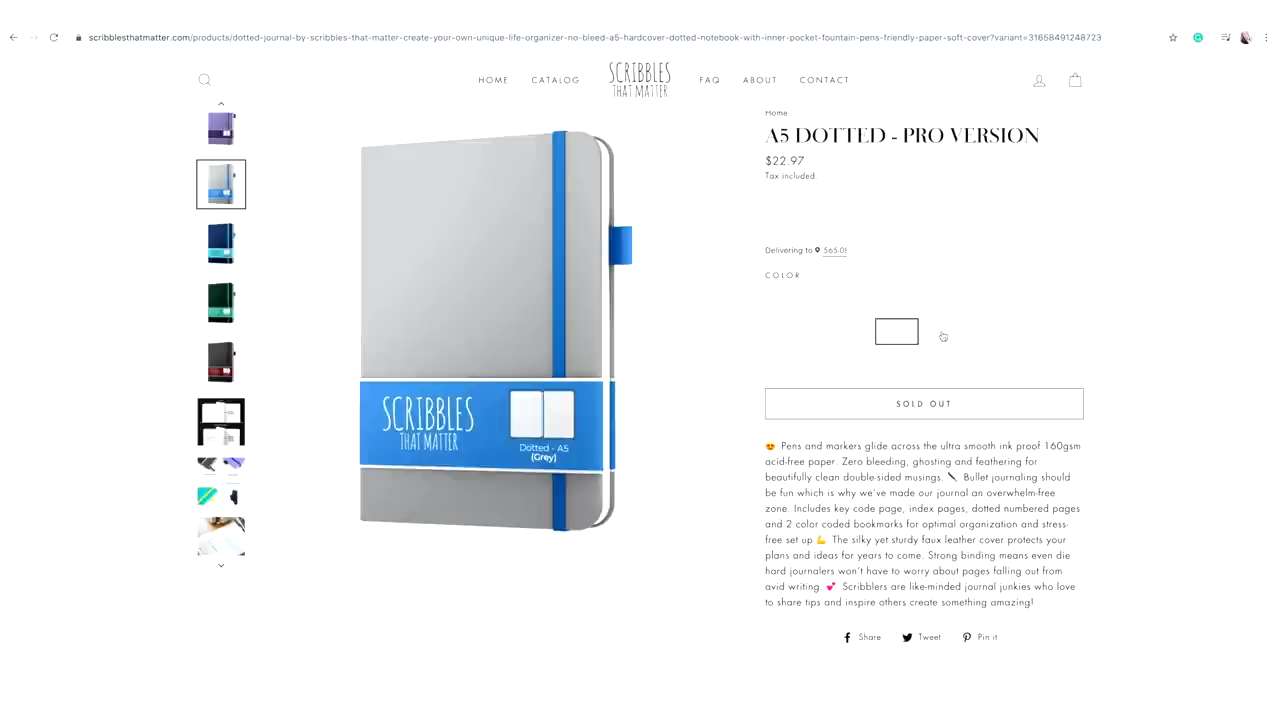 scribblesthatmatter.com/products/dotted-journal-by-scribbles-that-matter-create-your-own-unique-life-organizer-no-bleed-a5-hardcover-dotted-notebook-with-inner-pocket-fountain-pens-friendly-paper-soft-cover?variant=31658491248723
HOME CATALOG SCRIBBLES THAT MATTER FAQ ABOUT CONTACT
Home
A5 DOTTED - PRO VERSION
$22.97
Tax included.
Delivering to 56501
COLOR
SOLD OUT
SCRIBBLES
THAT MATTER
Dotted - A5
(Grey)
😍 Pens and markers glide across the ultra smooth ink proof 160gsm
acid-free paper. Zero bleeding, ghosting and feathering for
beautifully clean double-sided musings. Bullet journaling should
be fun which is why we've made our journal an overwhelm-free
zone. Includes key code page, index pages, dotted numbered pages
and 2 color coded bookmarks for optimal organization and stress-
free set up 💪 The silky yet sturdy faux leather cover protects your
plans and ideas for years to come. Strong binding means even die
hard journalers won't have to worry about pages falling out from
avid writing. 💕 Scribblers are like-minded journal junkies who love
to share tips and inspire others create something amazing!
Share Tweet Pin it